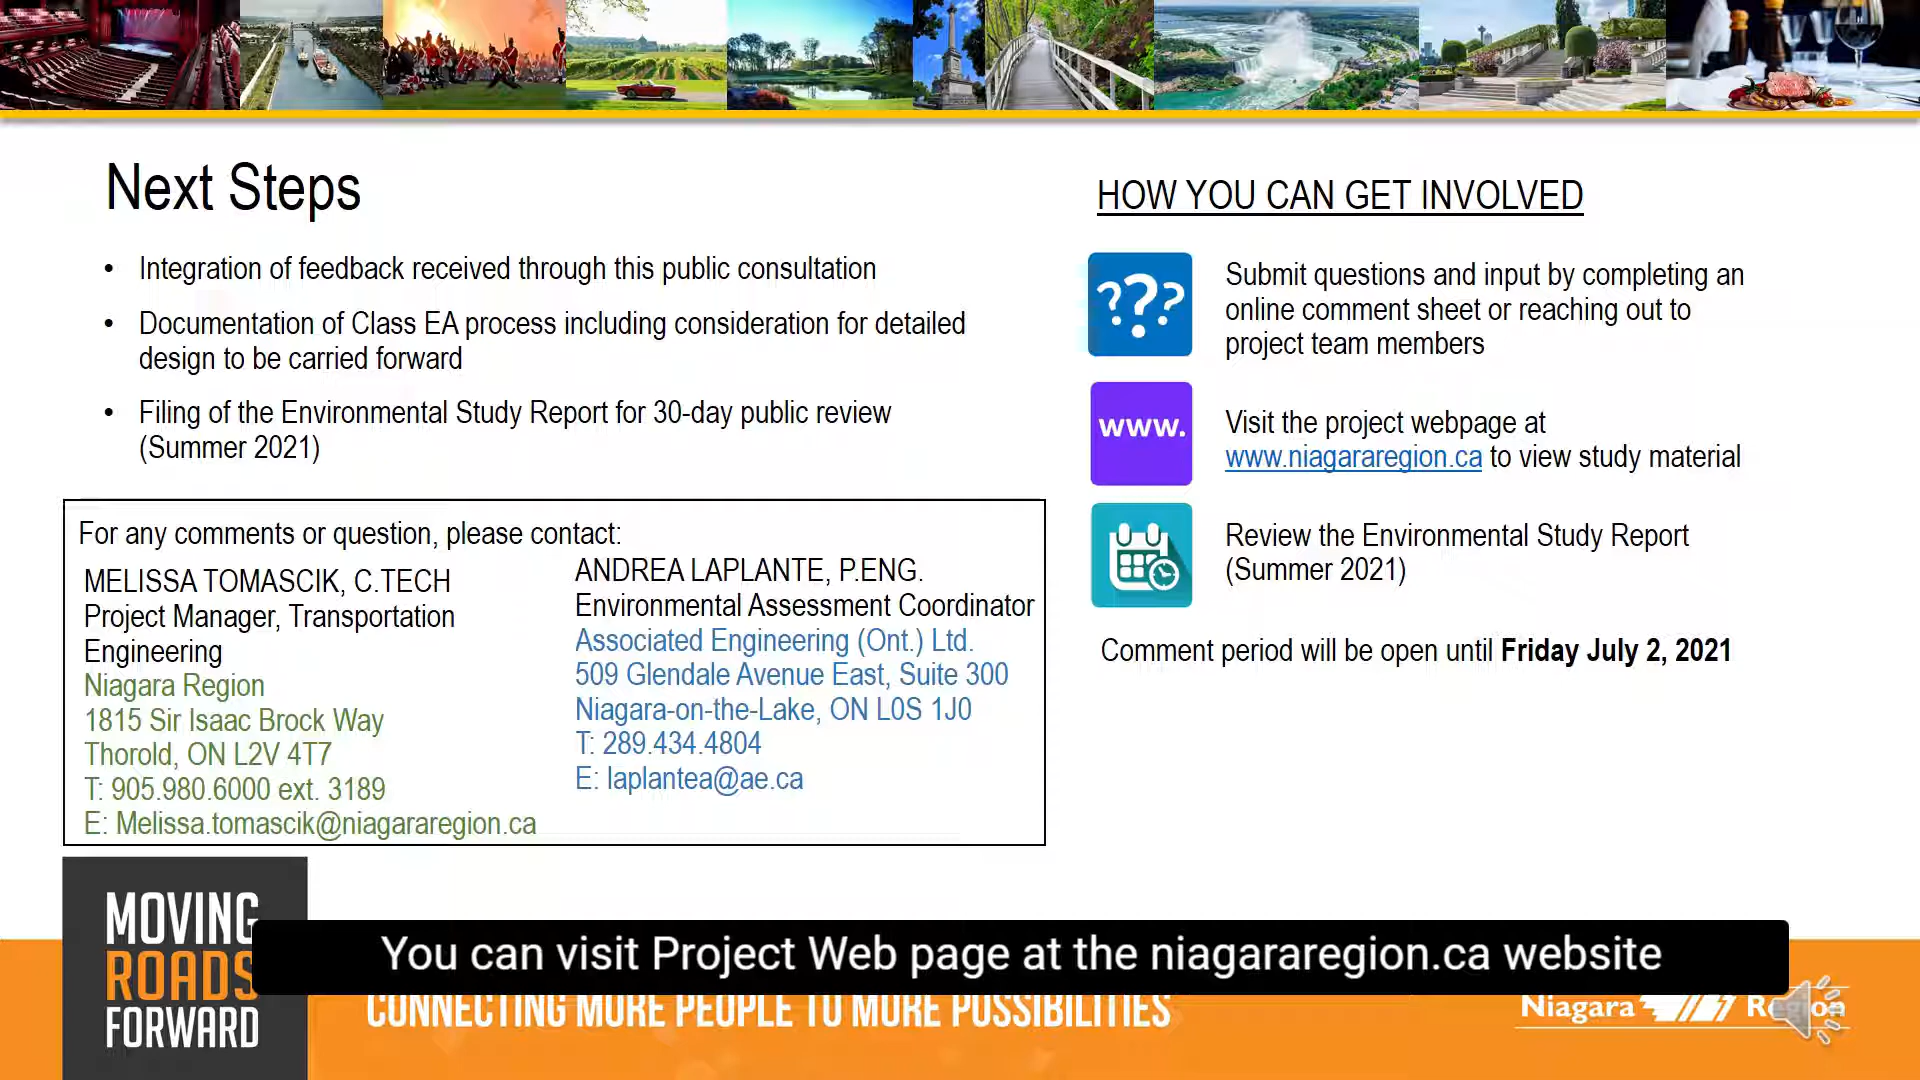 Next Steps
• Integration of feedback received through this public consultation
• Documentation of Class EA process including consideration for detailed
design to be carried forward
• Filing of the Environmental Study Report for 30-day public review
(Summer 2021)
For any comments or question, please contact:
MELISSA TOMASCIK, C.TECH
Project Manager, Transportation
Engineering
Niagara Region
1815 Sir Isaac Brock Way
Thorold, ON L2V 4T7
T: 905.980.6000 ext. 3189
E: Melissa.tomascik@niagararegion.ca
ANDREA LAPLANTE, P.ENG.
Environmental Assessment Coordinator
Associated Engineering (Ont.) Ltd.
509 Glendale Avenue East, Suite 300
Niagara-on-the-Lake, ON L0S 1J0
T: 289.434.4804
E: laplantea@ae.ca
HOW YOU CAN GET INVOLVED
???
Submit questions and input by completing an
online comment sheet or reaching out to
project team members
www.
Visit the project webpage at
www.niagararegion.ca to view study material
Review the Environmental Study Report
(Summer 2021)
Comment period will be open until Friday July 2, 2021
MOVING
ROADS
FORWARD
You can visit Project Web page at the niagararegion.ca website
CONNECTING MORE PEOPLE TO MORE POSSIBILITIES
Niagara Region